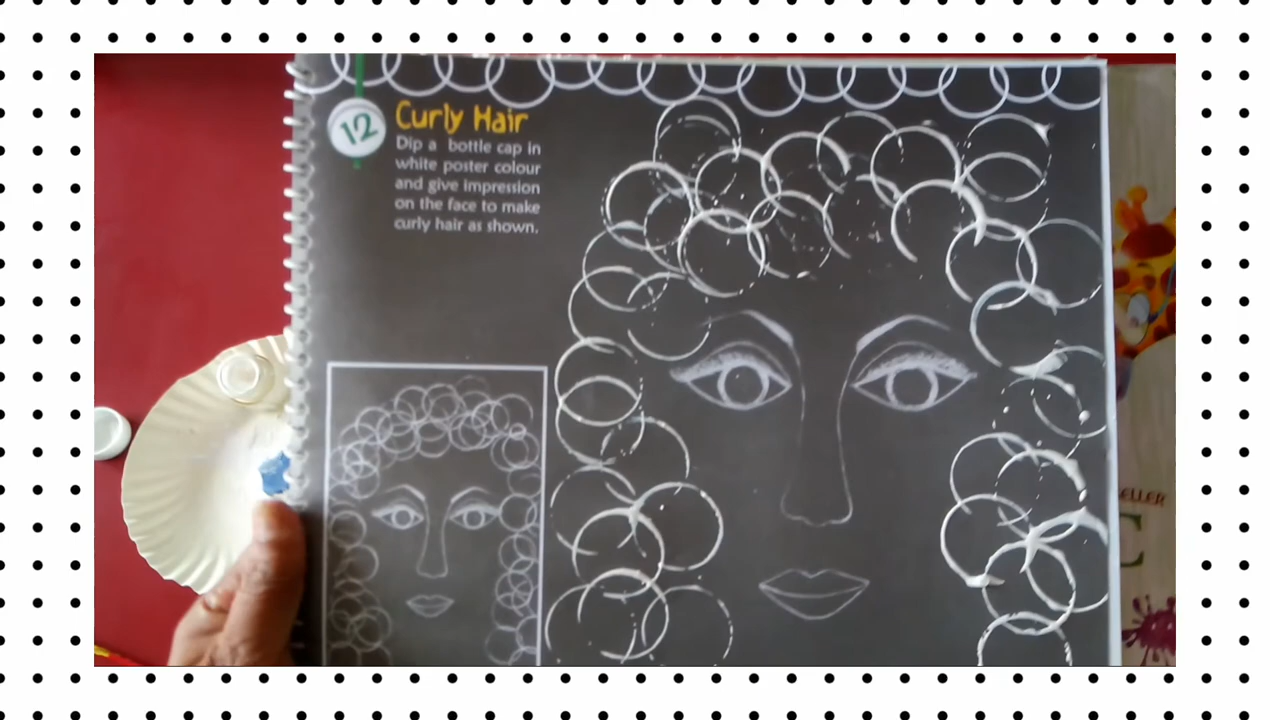 12
Curly Hair
Dip a bottle cap in
white poster colour
and give impression
on the face to make
curly hair as shown.
ELLER